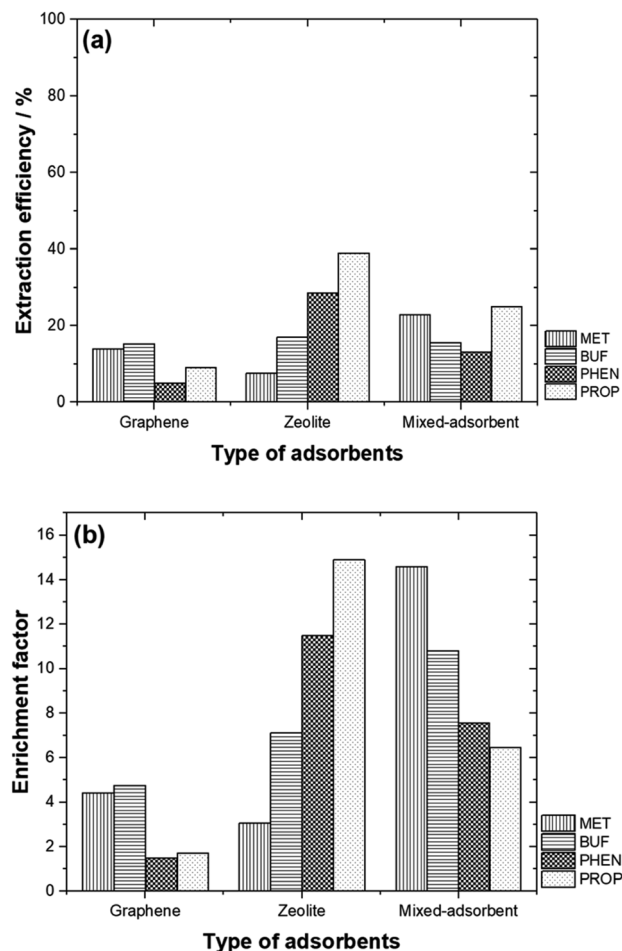 (a)
Extraction efficiency / %
100
80
60
40
20
0
Graphene Zeolite Mixed-adsorbent
Type of adsorbents
MET
BUF
PHEN
PROP
(b)
Enrichment factor
16
14
12
10
8
6
4
2
0
Graphene Zeolite Mixed-adsorbent
Type of adsorbents
MET
BUF
PHEN
PROP